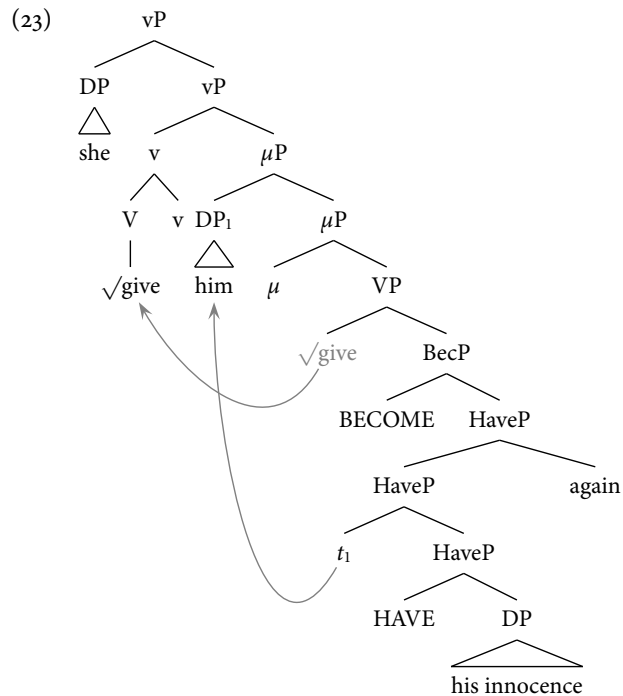 (23) vP
DP vP
she v µP
V v DP₁ µP
√give him µ VP
√give BecP
BECOME HaveP
HaveP again
t₁ HaveP
HAVE DP
his innocence